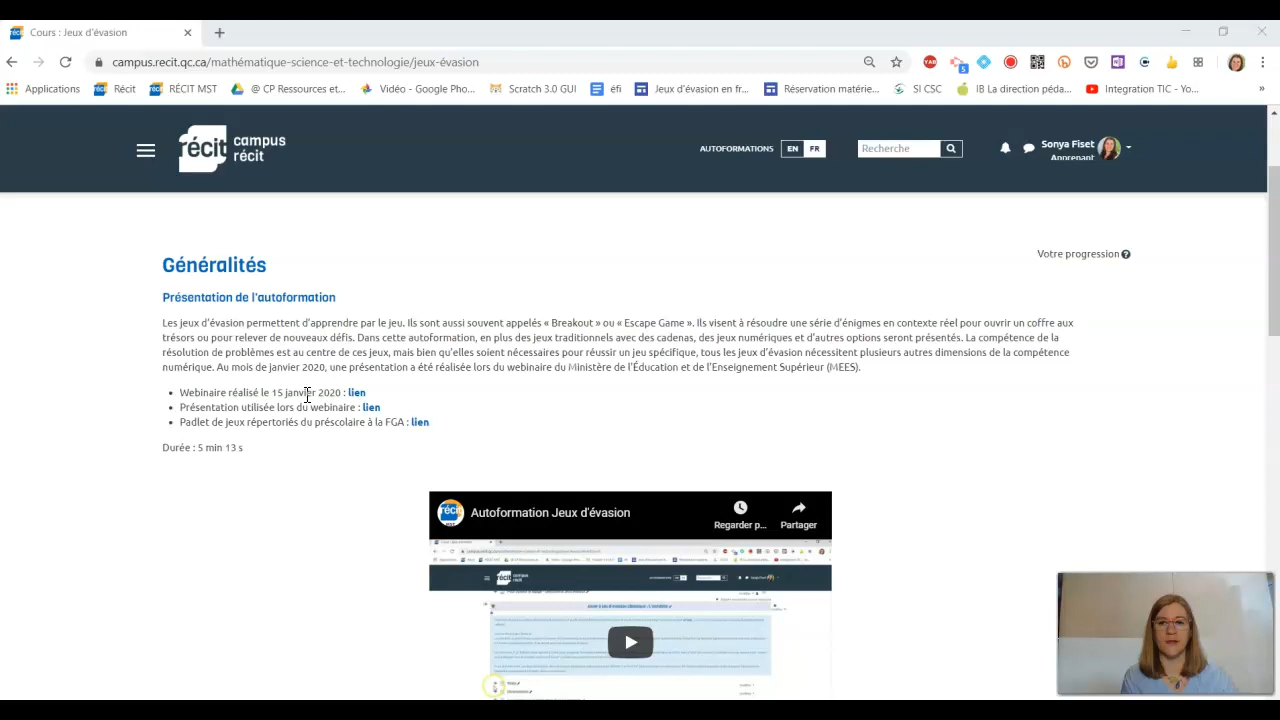 Cours : Jeux d'évasion
campus.recit.qc.ca/mathématique-science-et-technologie/jeux-évasion
Applications Récit RÉCIT MST @ CP Ressources et... Vidéo - Google Pho... Scratch 3.0 GUI éfi Jeux d'évasion en fr... Réservation matérie... SI CSC IB La direction péda... Integration TIC - Yo... »
récit campus
récit
AUTOFORMATIONS EN FR Recherche Sonya Fiset
Apprenant
Votre progression
Généralités
Présentation de l'autoformation
Les jeux d'évasion permettent d'apprendre par le jeu. Ils sont aussi souvent appelés « Breakout » ou « Escape Game ». Ils visent à résoudre une série d'énigmes en contexte réel pour ouvrir un coffre aux
trésors ou pour relever de nouveaux défis. Dans cette autoformation, en plus des jeux traditionnels avec des cadenas, des jeux numériques et d'autres options seront présentés. La compétence de la
résolution de problèmes est au centre de ces jeux, mais bien qu'elles soient nécessaires pour réussir un jeu spécifique, tous les jeux d'évasion nécessitent plusieurs autres dimensions de la compétence
numérique. Au mois de janvier 2020, une présentation a été réalisée lors du webinaire du Ministère de l'Éducation et de l'Enseignement Supérieur (MEES).
• Webinaire réalisé le 15 janvier 2020 : lien
• Présentation utilisée lors du webinaire : lien
• Padlet de jeux répertoriés du préscolaire à la FGA : lien
Durée : 5 min 13 s
récit Autoformation Jeux d'évasion
Regarder p... Partager
récit